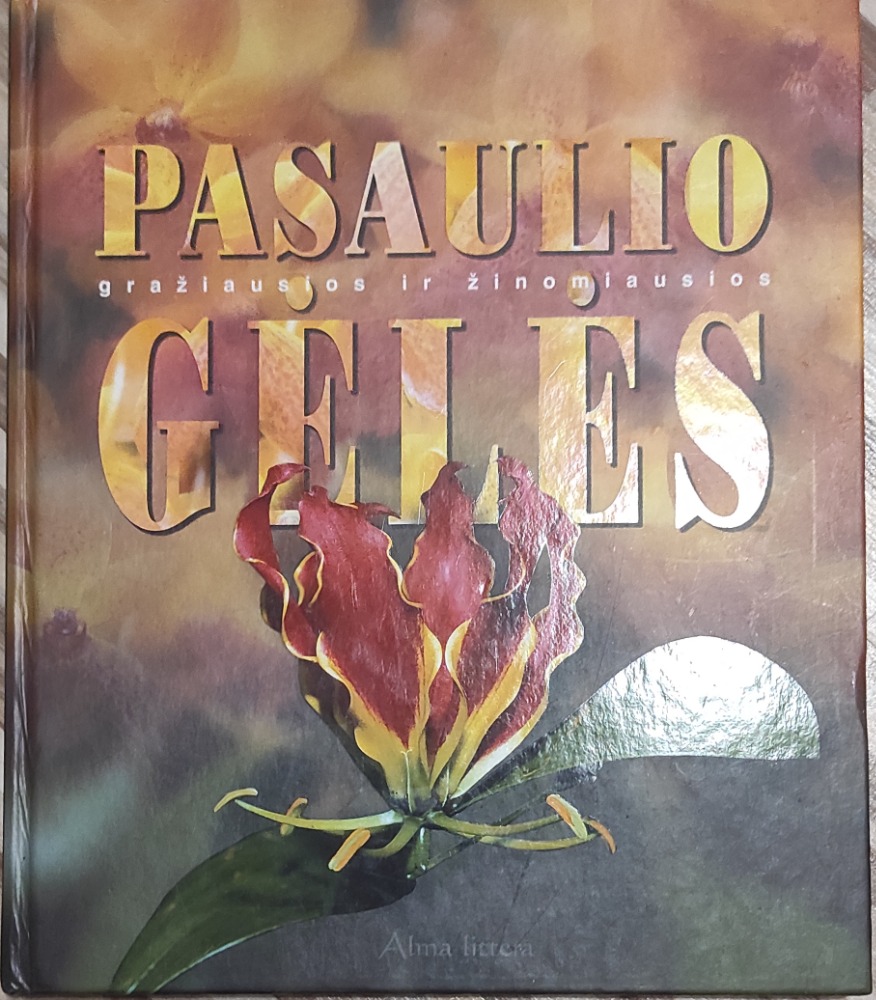 PASAULIO
gražiausios ir žinomiausios
GĖLĖS
Alma littera